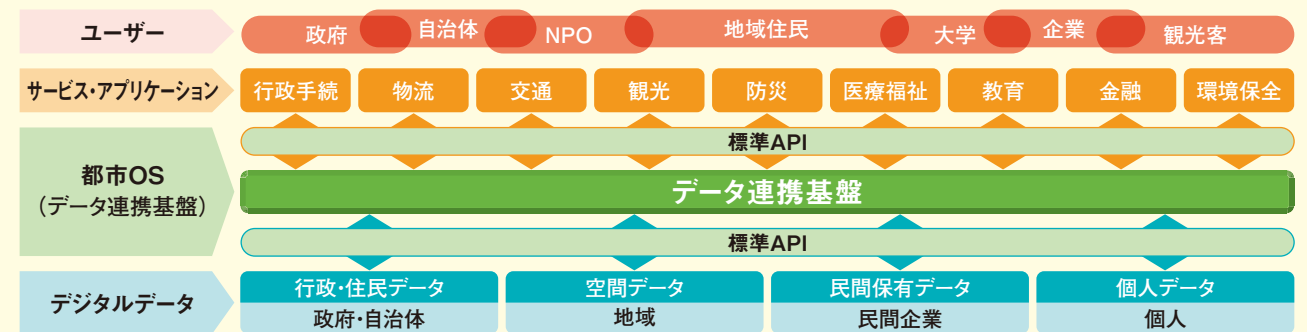 ユーザー
政府
自治体
NPO
地域住民
大学
企業
観光客
サービス・アプリケーション
行政手続
物流
交通
観光
防災
医療福祉
教育
金融
環境保全
標準API
都市OS
(データ連携基盤)
データ連携基盤
標準API
デジタルデータ
行政・住民データ
空間データ
民間保有データ
個人データ
政府・自治体
地域
民間企業
個人